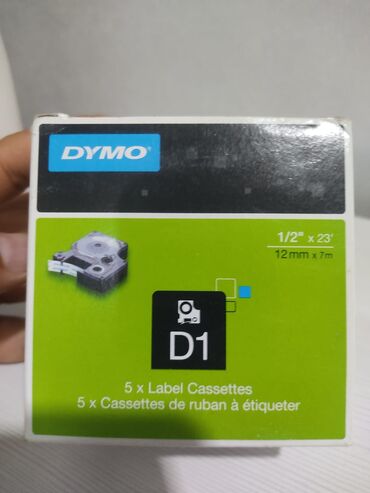 DYMO
1/2" x 23'
12mm x 7m
D1
5 x Label Cassettes
5 x Cassettes de ruban à étiqueter